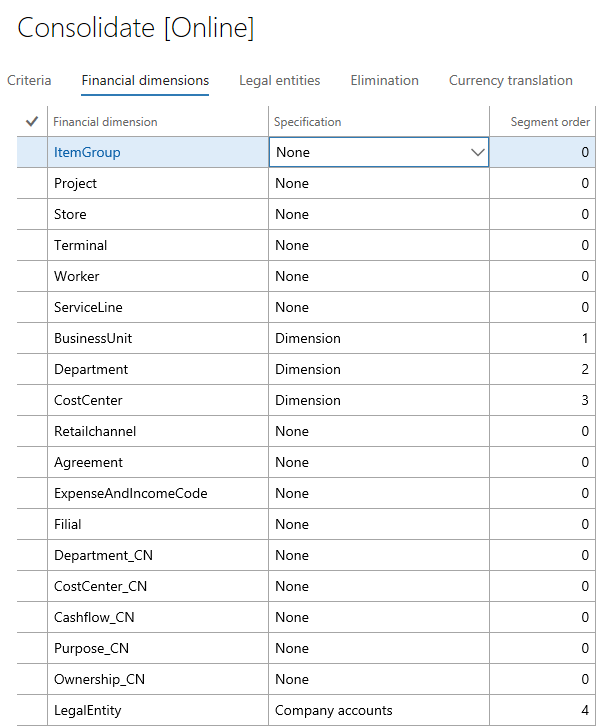 Consolidate [Online]
Criteria Financial dimensions Legal entities Elimination Currency translation
Financial dimension Specification Segment order
ItemGroup None 0
Project None 0
Store None 0
Terminal None 0
Worker None 0
ServiceLine None 0
BusinessUnit Dimension 1
Department Dimension 2
CostCenter Dimension 3
Retailchannel None 0
Agreement None 0
ExpenseAndIncomeCode None 0
Filial None 0
Department_CN None 0
CostCenter_CN None 0
Cashflow_CN None 0
Purpose_CN None 0
Ownership_CN None 0
LegalEntity Company accounts 4